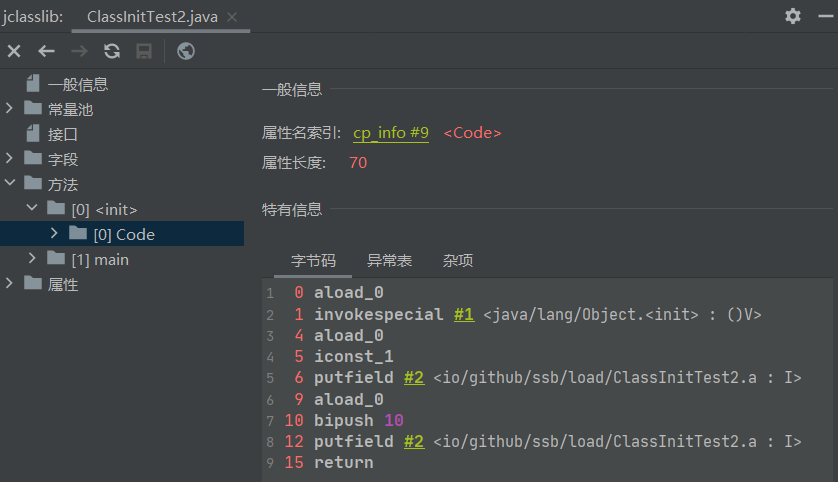 jclasslib: ClassInitTest2.java
一般信息
常量池
接口
字段
方法
[0] <init>
[0] Code
[1] main
属性
一般信息
属性名索引: cp_info #9 <Code>
属性长度: 70
特有信息
字节码 异常表 杂项
1 0 aload_0
2 1 invokespecial #1 <java/lang/Object.<init> : ()V>
3 4 aload_0
4 5 iconst_1
5 6 putfield #2 <io/github/ssb/load/ClassInitTest2.a : I>
6 9 aload_0
7 10 bipush 10
8 12 putfield #2 <io/github/ssb/load/ClassInitTest2.a : I>
9 15 return